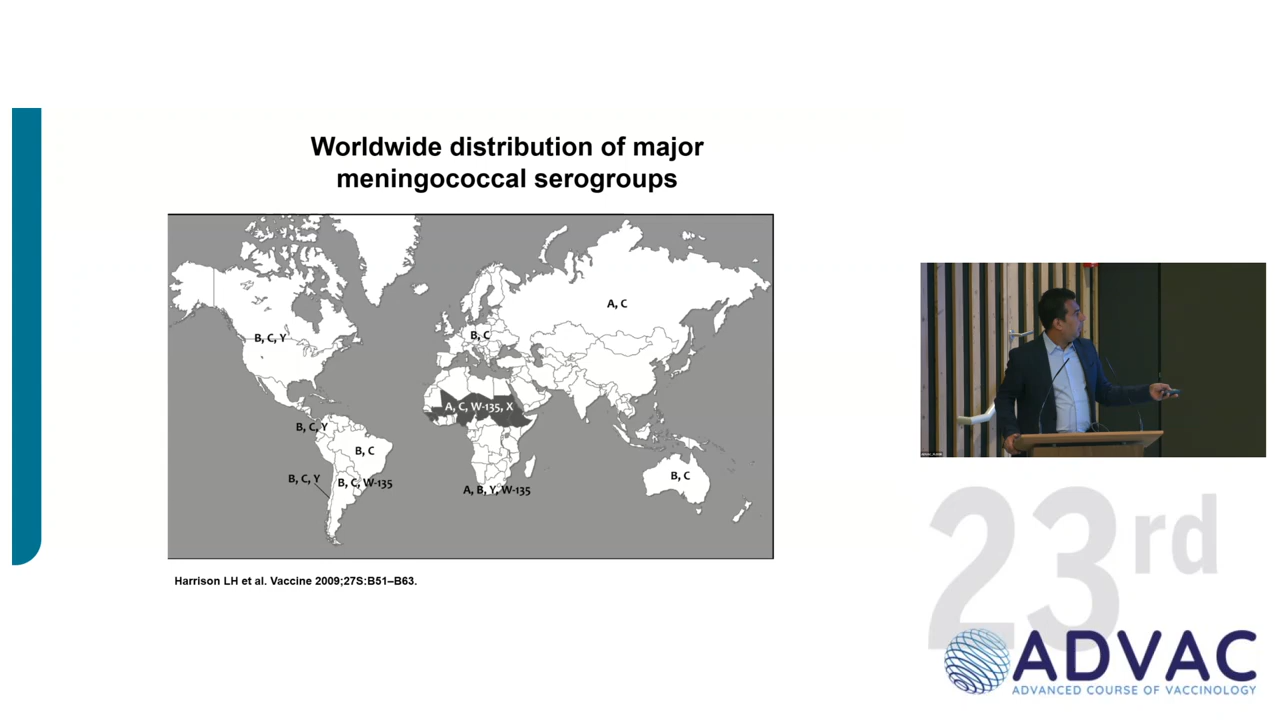 Worldwide distribution of major
meningococcal serogroups
A, C
B, C, Y
B, C
A, C, W-135, X
B, C, Y
B, C
B, C, Y
B, C, W-135
A, B, Y, W-135
B, C
Harrison LH et al. Vaccine 2009;27S:B51–B63.
23rd
ADVAC
ADVANCED COURSE OF VACCINOLOGY